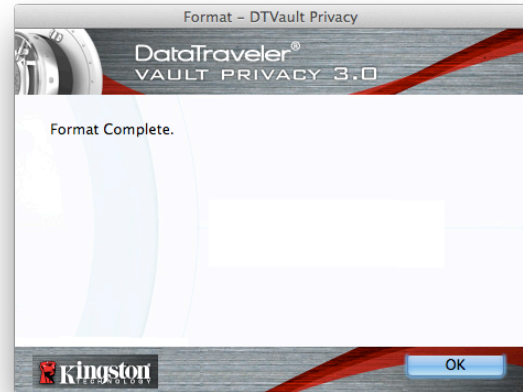 Format – DTVault Privacy
DataTraveler®
VAULT PRIVACY 3.0
Format Complete.
Kingston
TECHNOLOGY
OK